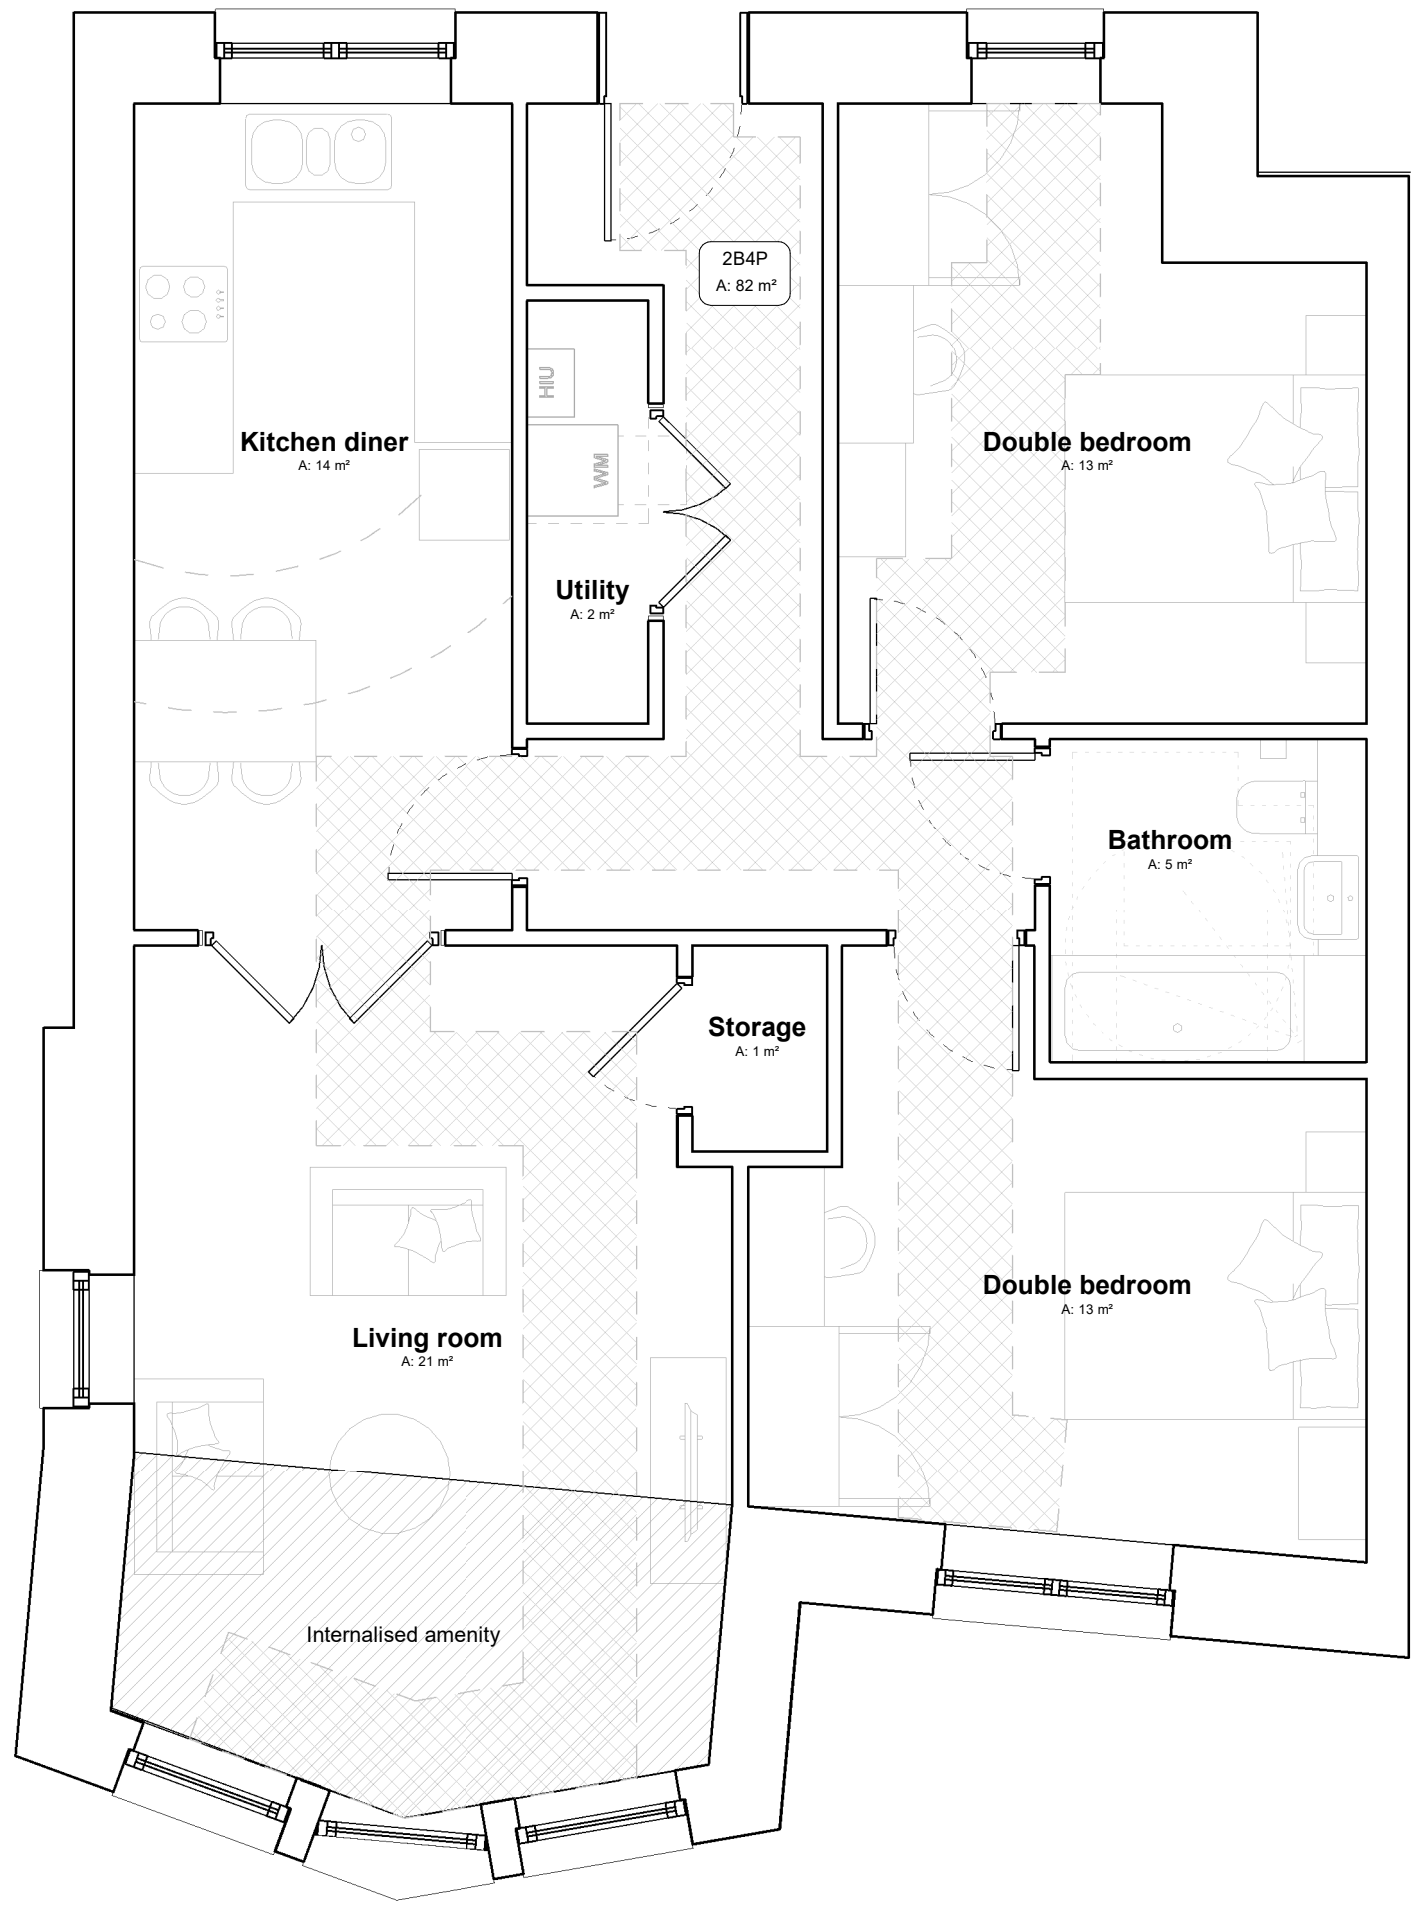 2B4P
A: 82 m²
HIU
Kitchen diner
A: 14 m²
Double bedroom
A: 13 m²
WM
Utility
A: 2 m²
Bathroom
A: 5 m²
Storage
A: 1 m²
Double bedroom
A: 13 m²
Living room
A: 21 m²
Internalised amenity